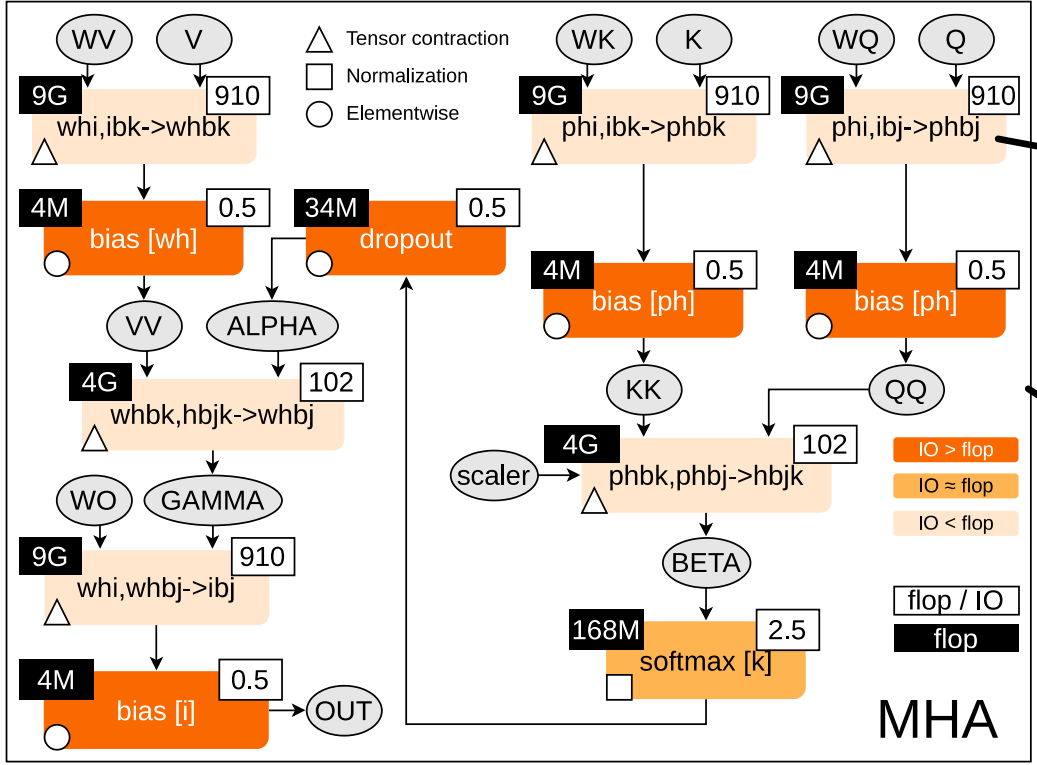 WV
V
9G
910
whi,ibk->whbk
4M
0.5
bias [wh]
VV
34M
0.5
dropout
ALPHA
4G
102
whbk,hbjk->whbj
WO
GAMMA
9G
910
whi,whbj->ibj
4M
0.5
bias [i]
OUT
Tensor contraction
Normalization
Elementwise
WK
K
9G
910
phi,ibk->phbk
4M
0.5
bias [ph]
KK
WQ
Q
9G
910
phi,ibj->phbj
4M
0.5
bias [ph]
QQ
scaler
4G
102
phbk,phbj->hbjk
BETA
168M
2.5
softmax [k]
IO > flop
IO ≈ flop
IO < flop
flop / IO
flop
MHA